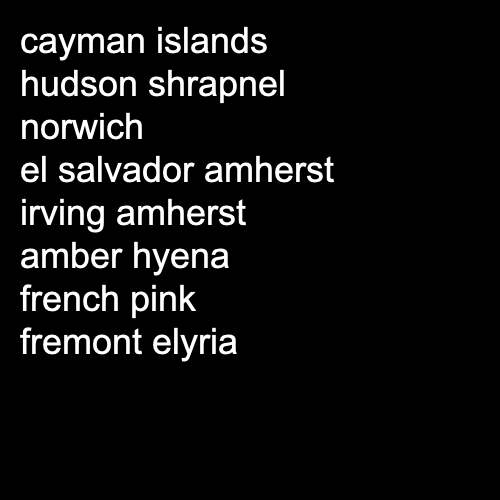 cayman islands
hudson shrapnel
norwich
el salvador amherst
irving amherst
amber hyena
french pink
fremont elyria